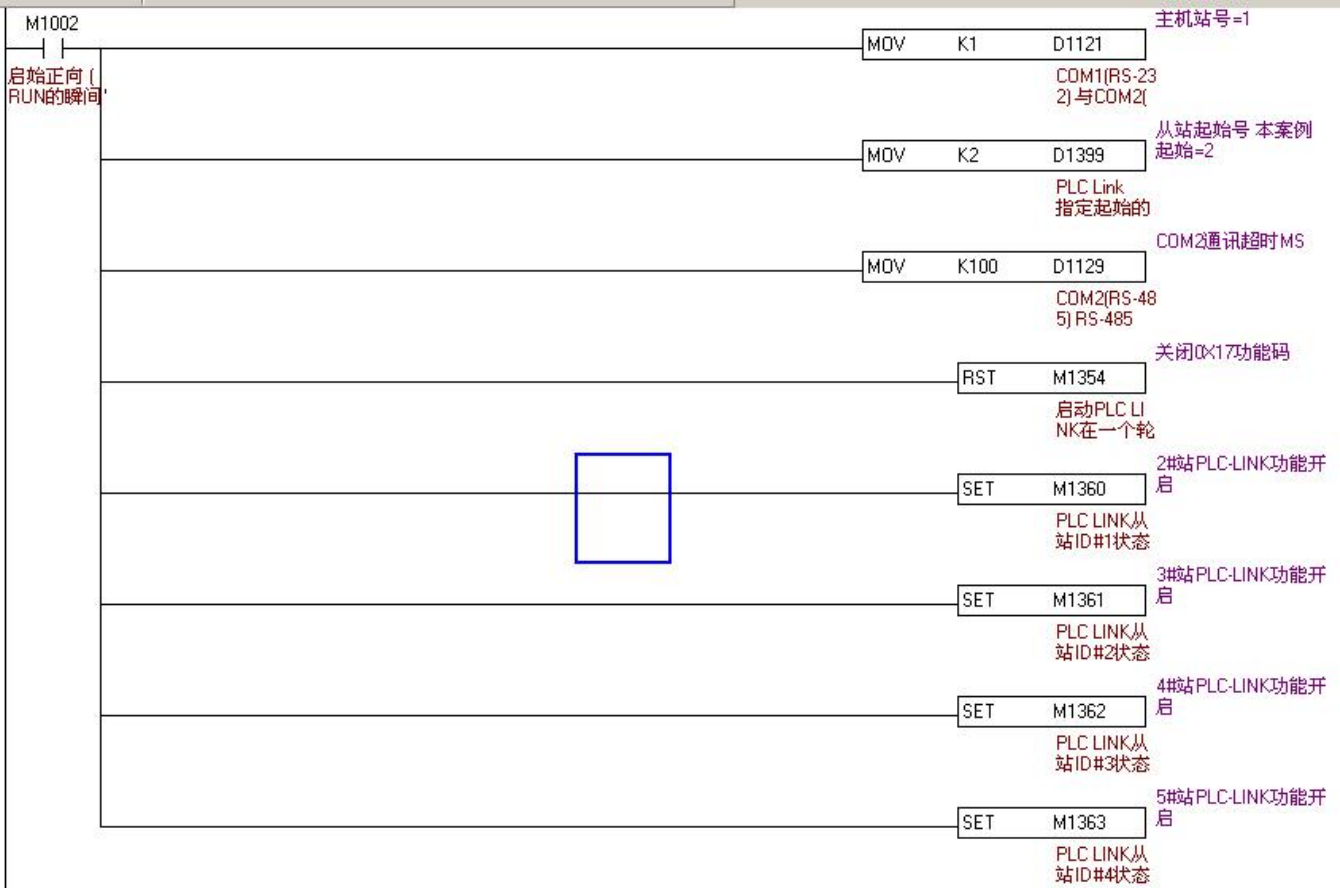 M1002
启始正向 (
RUN的瞬间'
主机站号=1
MOV K1 D1121
COM1(RS-23
2) 与COM2(
从站起始号 本案例
起始=2
MOV K2 D1399
PLC Link
指定起始的
COM2通讯超时MS
MOV K100 D1129
COM2(RS-48
5) RS-485
关闭0X17功能码
RST M1354
启动PLC LI
NK在一个轮
2#站PLC-LINK功能开
启
SET M1360
PLC LINK从
站ID#1状态
3#站PLC-LINK功能开
启
SET M1361
PLC LINK从
站ID#2状态
4#站PLC-LINK功能开
启
SET M1362
PLC LINK从
站ID#3状态
5#站PLC-LINK功能开
启
SET M1363
PLC LINK从
站ID#4状态